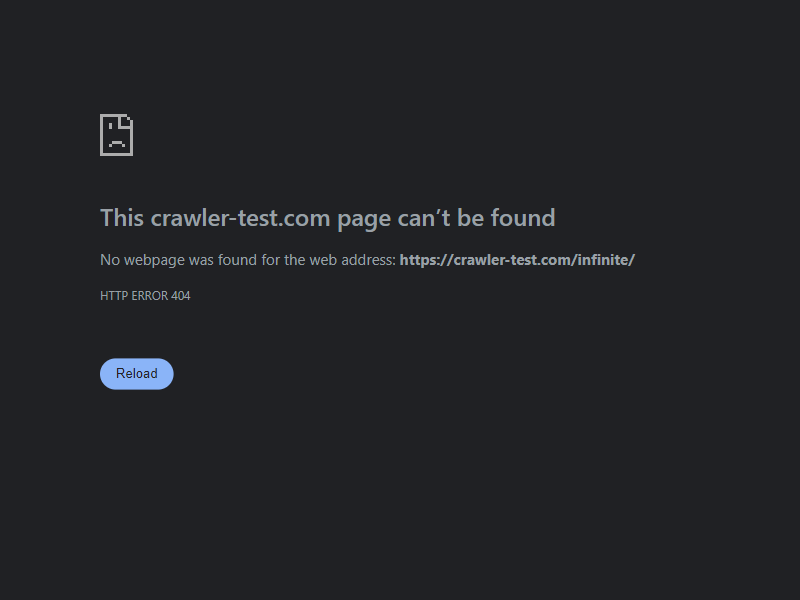 This crawler-test.com page can’t be found
No webpage was found for the web address: https://crawler-test.com/infinite/
HTTP ERROR 404
Reload